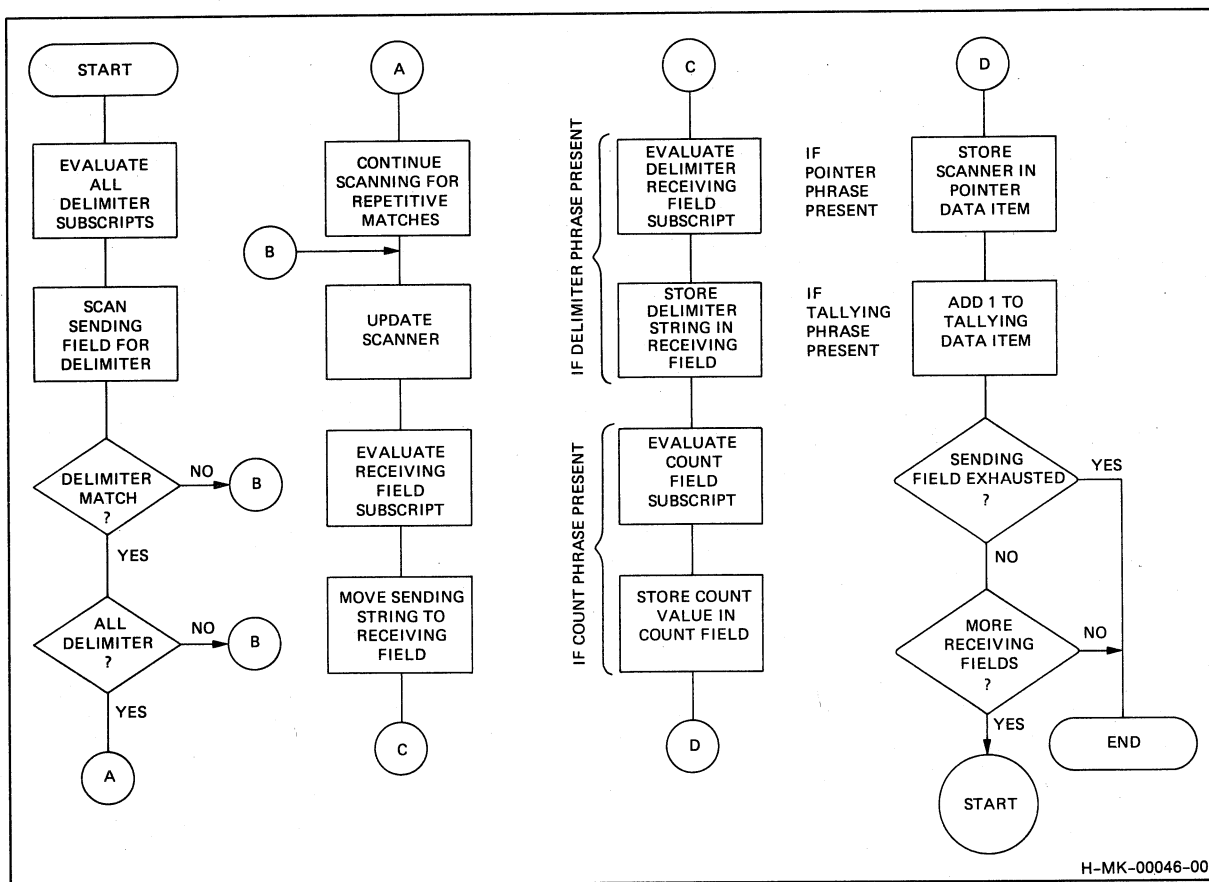 START
EVALUATE
ALL
DELIMITER
SUBSCRIPTS
SCAN
SENDING
FIELD FOR
DELIMITER
DELIMITER
MATCH
?
NO
B
YES
ALL
DELIMITER
?
NO
B
YES
A
A
CONTINUE
SCANNING FOR
REPETITIVE
MATCHES
B
UPDATE
SCANNER
EVALUATE
RECEIVING
FIELD
SUBSCRIPT
MOVE SENDING
STRING TO
RECEIVING
FIELD
C
C
IF DELIMITER PHRASE PRESENT
EVALUATE
DELIMITER
RECEIVING
FIELD
SUBSCRIPT
STORE
DELIMITER
STRING IN
RECEIVING
FIELD
IF COUNT PHRASE PRESENT
EVALUATE
COUNT
FIELD
SUBSCRIPT
STORE COUNT
VALUE IN
COUNT FIELD
D
D
IF
POINTER
PHRASE
PRESENT
STORE
SCANNER IN
POINTER
DATA ITEM
IF
TALLYING
PHRASE
PRESENT
ADD 1 TO
TALLYING
DATA ITEM
SENDING
FIELD EXHAUSTED
?
YES
NO
MORE
RECEIVING
FIELDS
?
NO
YES
END
START
H-MK-00046-00